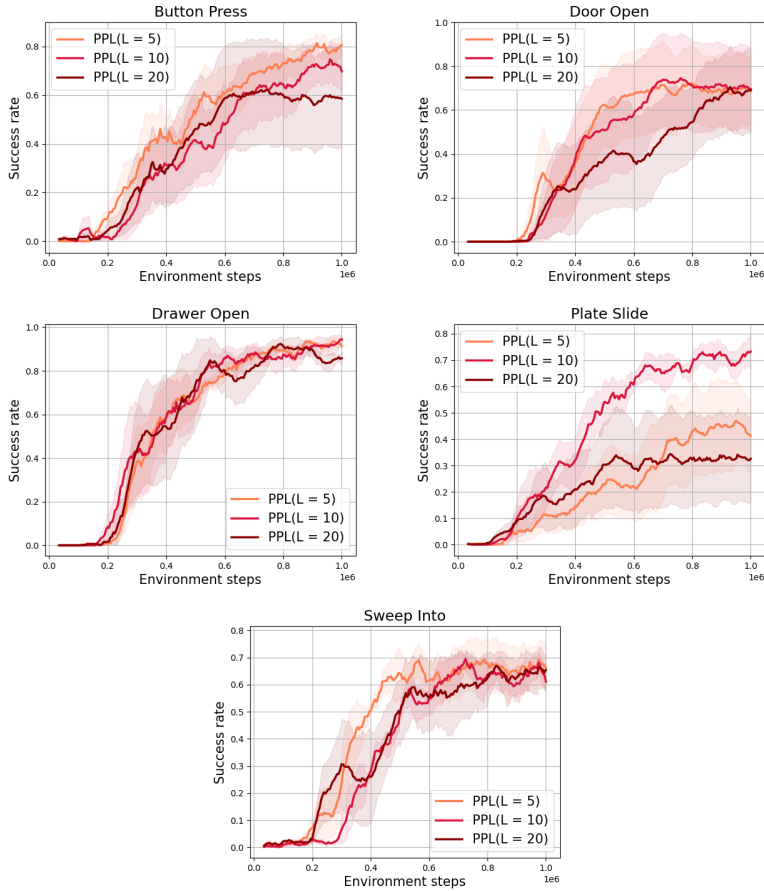 Button Press
PPL(L = 5)
PPL(L = 10)
PPL(L = 20)
Success rate
0.8
0.6
0.4
0.2
0.0
0.0 0.2 0.4 0.6 0.8 1.0
1e6
Environment steps
Door Open
PPL(L = 5)
PPL(L = 10)
PPL(L = 20)
Success rate
1.0
0.8
0.6
0.4
0.2
0.0
0.0 0.2 0.4 0.6 0.8 1.0
1e6
Environment steps
Drawer Open
Success rate
1.0
0.8
0.6
0.4
0.2
0.0
PPL(L = 5)
PPL(L = 10)
PPL(L = 20)
0.0 0.2 0.4 0.6 0.8 1.0
1e6
Environment steps
Plate Slide
PPL(L = 5)
PPL(L = 10)
PPL(L = 20)
Success rate
0.8
0.7
0.6
0.5
0.4
0.3
0.2
0.1
0.0
0.0 0.2 0.4 0.6 0.8 1.0
1e6
Environment steps
Sweep Into
Success rate
0.8
0.7
0.6
0.5
0.4
0.3
0.2
0.1
0.0
PPL(L = 5)
PPL(L = 10)
PPL(L = 20)
0.0 0.2 0.4 0.6 0.8 1.0
1e6
Environment steps